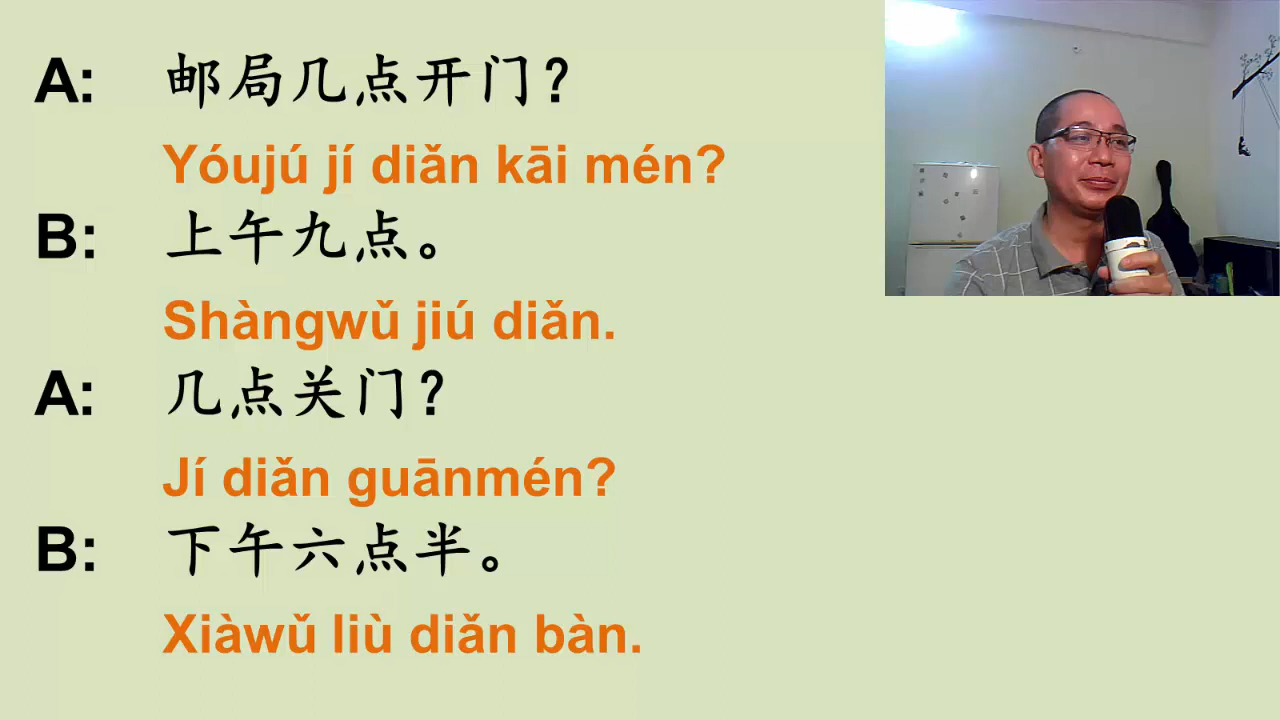 A: 邮局几点开门？
Yóujú jí diǎn kāi mén?
B: 上午九点。
Shàngwǔ jiú diǎn.
A: 几点关门？
Jí diǎn guānmén?
B: 下午六点半。
Xiàwǔ liù diǎn bàn.